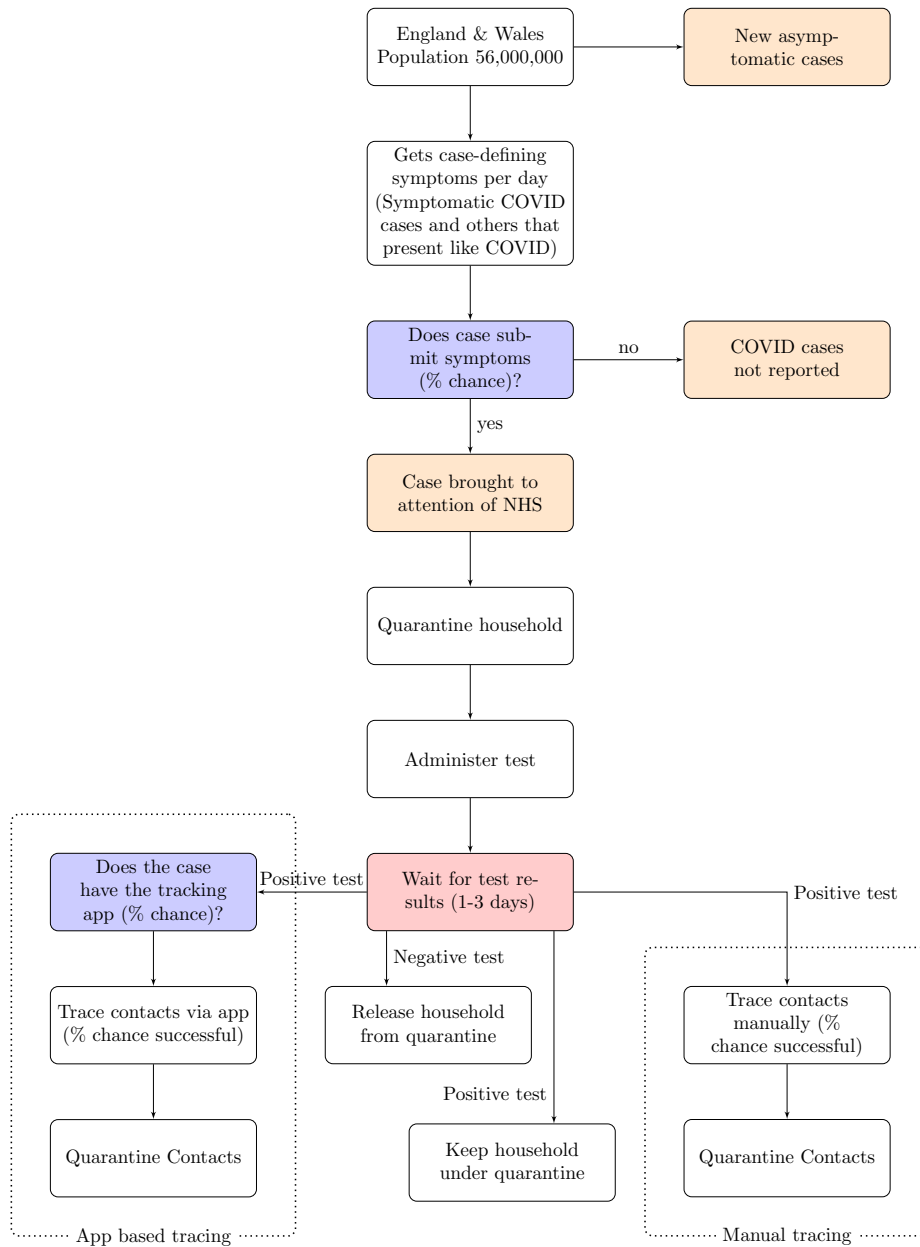 England & Wales
Population 56,000,000
New asymp-
tomatic cases
Gets case-defining
symptoms per day
(Symptomatic COVID
cases and others that
present like COVID)
Does case sub-
mit symptoms
(% chance)?
no
COVID cases
not reported
yes
Case brought to
attention of NHS
Quarantine household
Administer test
Does the case
have the tracking
app (% chance)?
Positive test
Wait for test re-
sults (1-3 days)
Positive test
Negative test
Trace contacts via app
(% chance successful)
Release household
from quarantine
Trace contacts
manually (%
chance successful)
Positive test
Quarantine Contacts
Keep household
under quarantine
Quarantine Contacts
App based tracing
Manual tracing